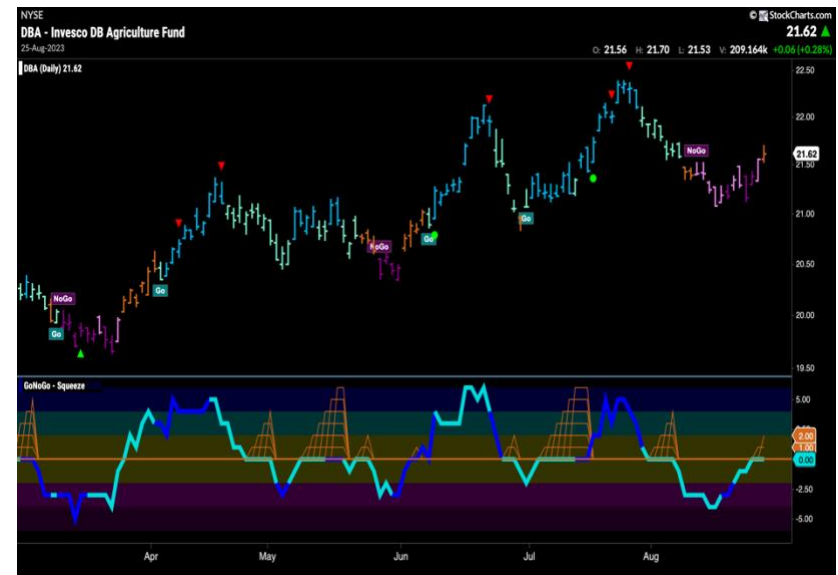 NYSE
© StockCharts.com
DBA - Invesco DB Agriculture Fund
21.62
25-Aug-2023
O: 21.56 H: 21.70 L: 21.53 V: 209.164k +0.06 (+0.28%)
DBA (Daily) 21.62
22.50
22.00
NoGo
21.62
21.50
Go
21.00
NoGo
Go
20.50
Go
NoGo
20.00
Go
19.50
GoNoGo - Squeeze
5.00
2.00
1.00
0.00
-2.50
-5.00
Apr May Jun Jul Aug